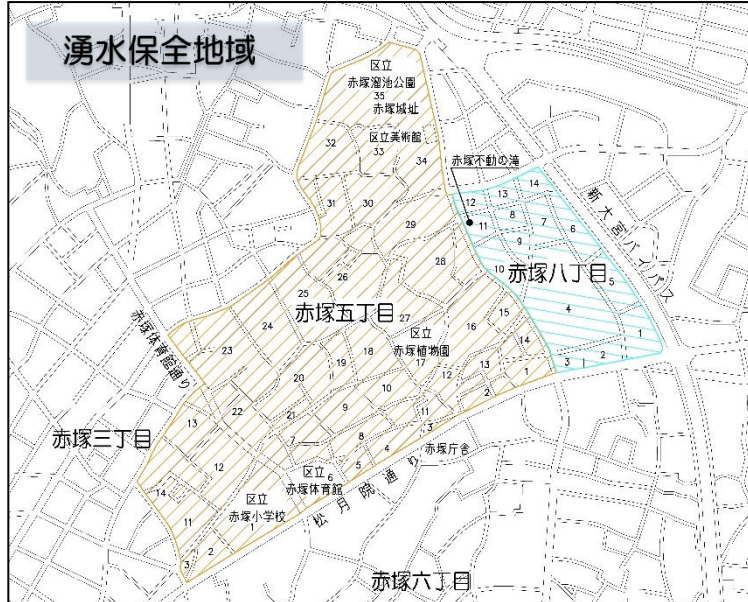 湧水保全地域
区立
赤塚溜池公園
35
赤塚城址
区立美術館
33
32
34
赤塚不動の滝
31
30
29
28
12
13
14
11
8
7
6
9
10
5
4
赤塚八丁目
新大宮バイパス
1
2
3
26
25
赤塚五丁目
27
区立
赤塚植物園
24
23
赤塚体育館通り
16
15
14
19
18
17
20
10
12
13
1
22
21
9
11
2
7
8
3
赤塚三丁目
13
12
区立
6
赤塚体育館
5
4
赤塚庁舎
14
11
区立
赤塚小学校
1
松月院通り
2
3
赤塚六丁目